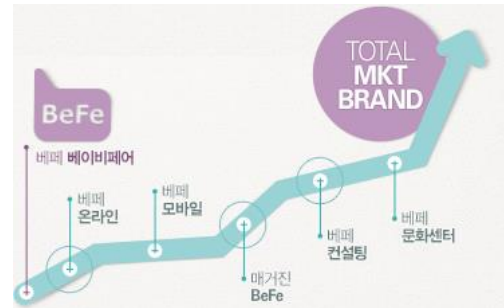 TOTAL
MKT
BRAND
BeFe
베페 베이비페어
베페
온라인
베페
모바일
매거진
BeFe
베페
컨설팅
베페
문화센터